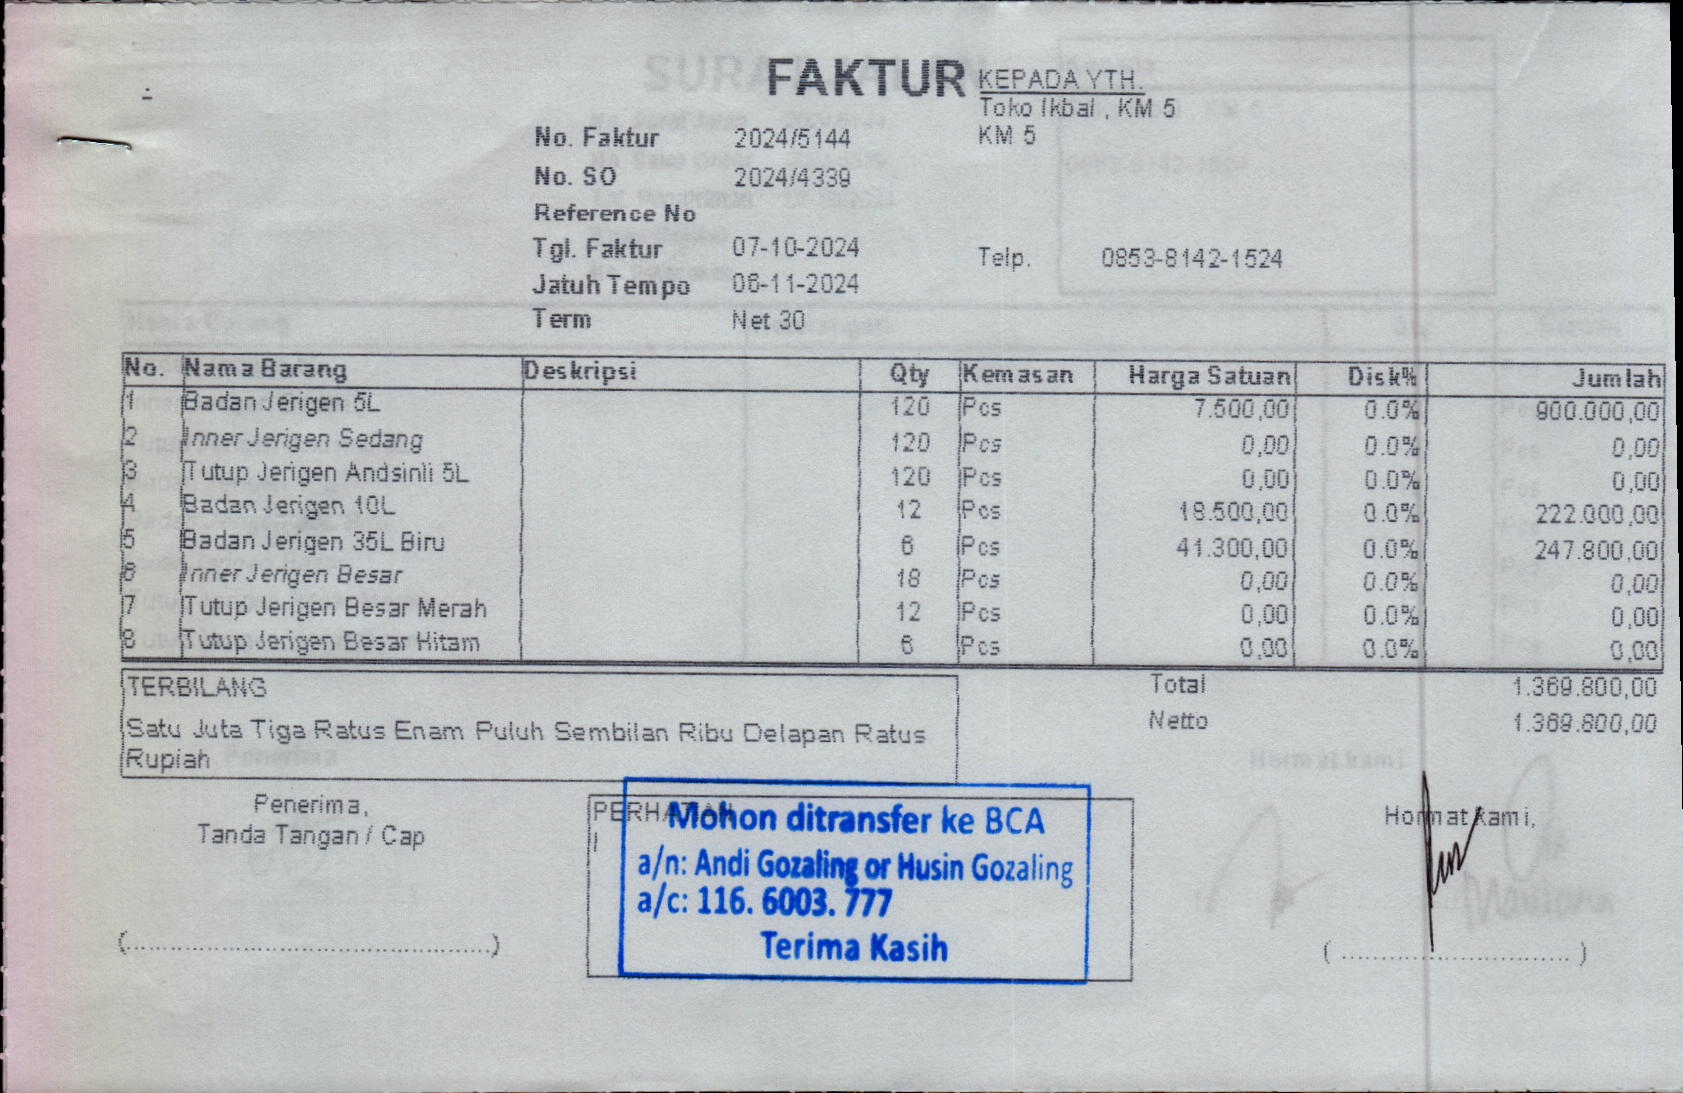 FAKTUR
KEPADA YTH.
Toko Ikbal , KM 5
KM 5
No. Faktur 2024/5144
No. SO 2024/4339
Reference No
Tgl. Faktur 07-10-2024
Telp. 0853-8142-1524
Jatuh Tempo 06-11-2024
Term Net 30
No. Nama Barang Deskripsi Qty Kemasan Harga Satuan Disk% Jumlah
1 Badan Jerigen 5L 120 Pcs 7.500,00 0.0% 900.000,00
2 Inner Jerigen Sedang 120 Pcs 0,00 0.0% 0,00
3 Tutup Jerigen Andsinli 5L 120 Pcs 0,00 0.0% 0,00
4 Badan Jerigen 10L 12 Pcs 18.500,00 0.0% 222.000,00
5 Badan Jerigen 35L Biru 6 Pcs 41.300,00 0.0% 247.800,00
6 Inner Jerigen Besar 18 Pcs 0,00 0.0% 0,00
7 Tutup Jerigen Besar Merah 12 Pcs 0,00 0.0% 0,00
8 Tutup Jerigen Besar Hitam 6 Pcs 0,00 0.0% 0,00
TERBILANG
Satu Juta Tiga Ratus Enam Puluh Sembilan Ribu Delapan Ratus
Rupiah
Total 1.369.800,00
Netto 1.369.800,00
Penerima,
Tanda Tangan / Cap
(................................................)
PERHATIAN
Mohon ditransfer ke BCA
a/n: Andi Gozaling or Husin Gozaling
a/c: 116. 6003. 777
Terima Kasih
Hormat kami,
( .............................. )